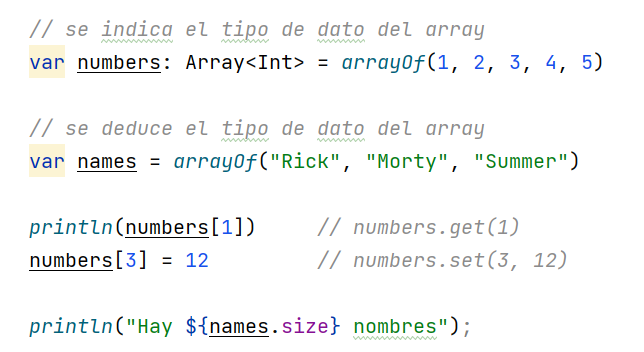 // se indica el tipo de dato del array
var numbers: Array<Int> = arrayOf(1, 2, 3, 4, 5)
// se deduce el tipo de dato del array
var names = arrayOf("Rick", "Morty", "Summer")
println(numbers[1])     // numbers.get(1)
numbers[3] = 12         // numbers.set(3, 12)
println("Hay ${names.size} nombres");